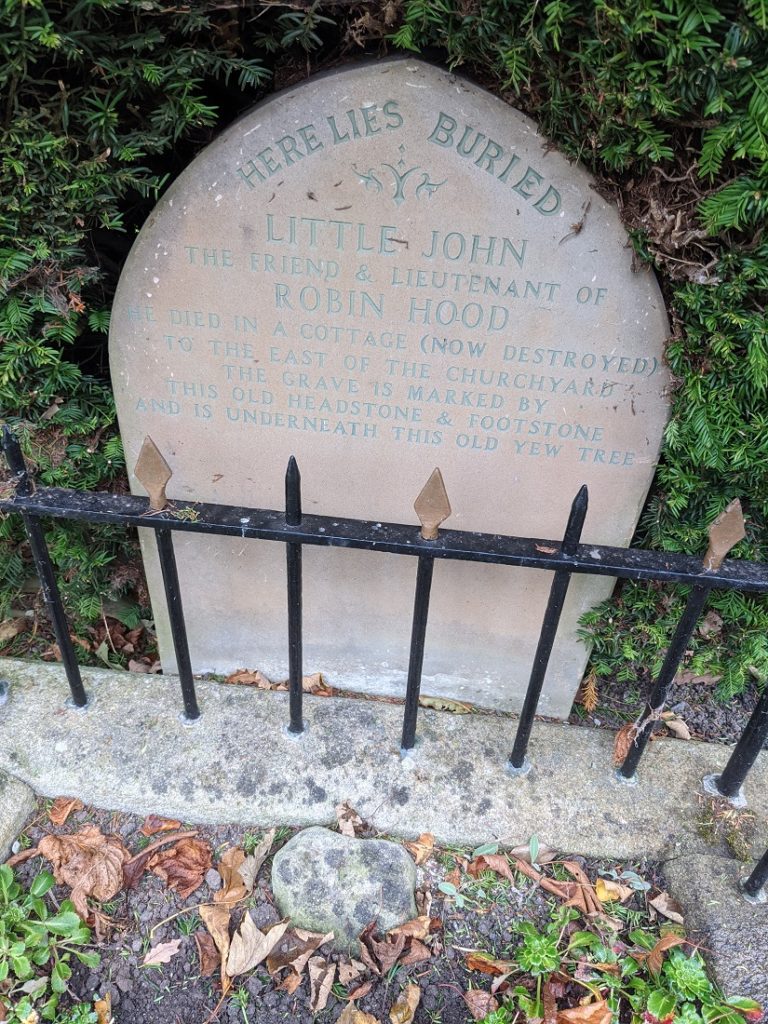 HERE LIES BURIED
LITTLE JOHN
THE FRIEND & LIEUTENANT OF
ROBIN HOOD
HE DIED IN A COTTAGE (NOW DESTROYED)
TO THE EAST OF THE CHURCHYARD
THE GRAVE IS MARKED BY
THIS OLD HEADSTONE & FOOTSTONE
AND IS UNDERNEATH THIS OLD YEW TREE